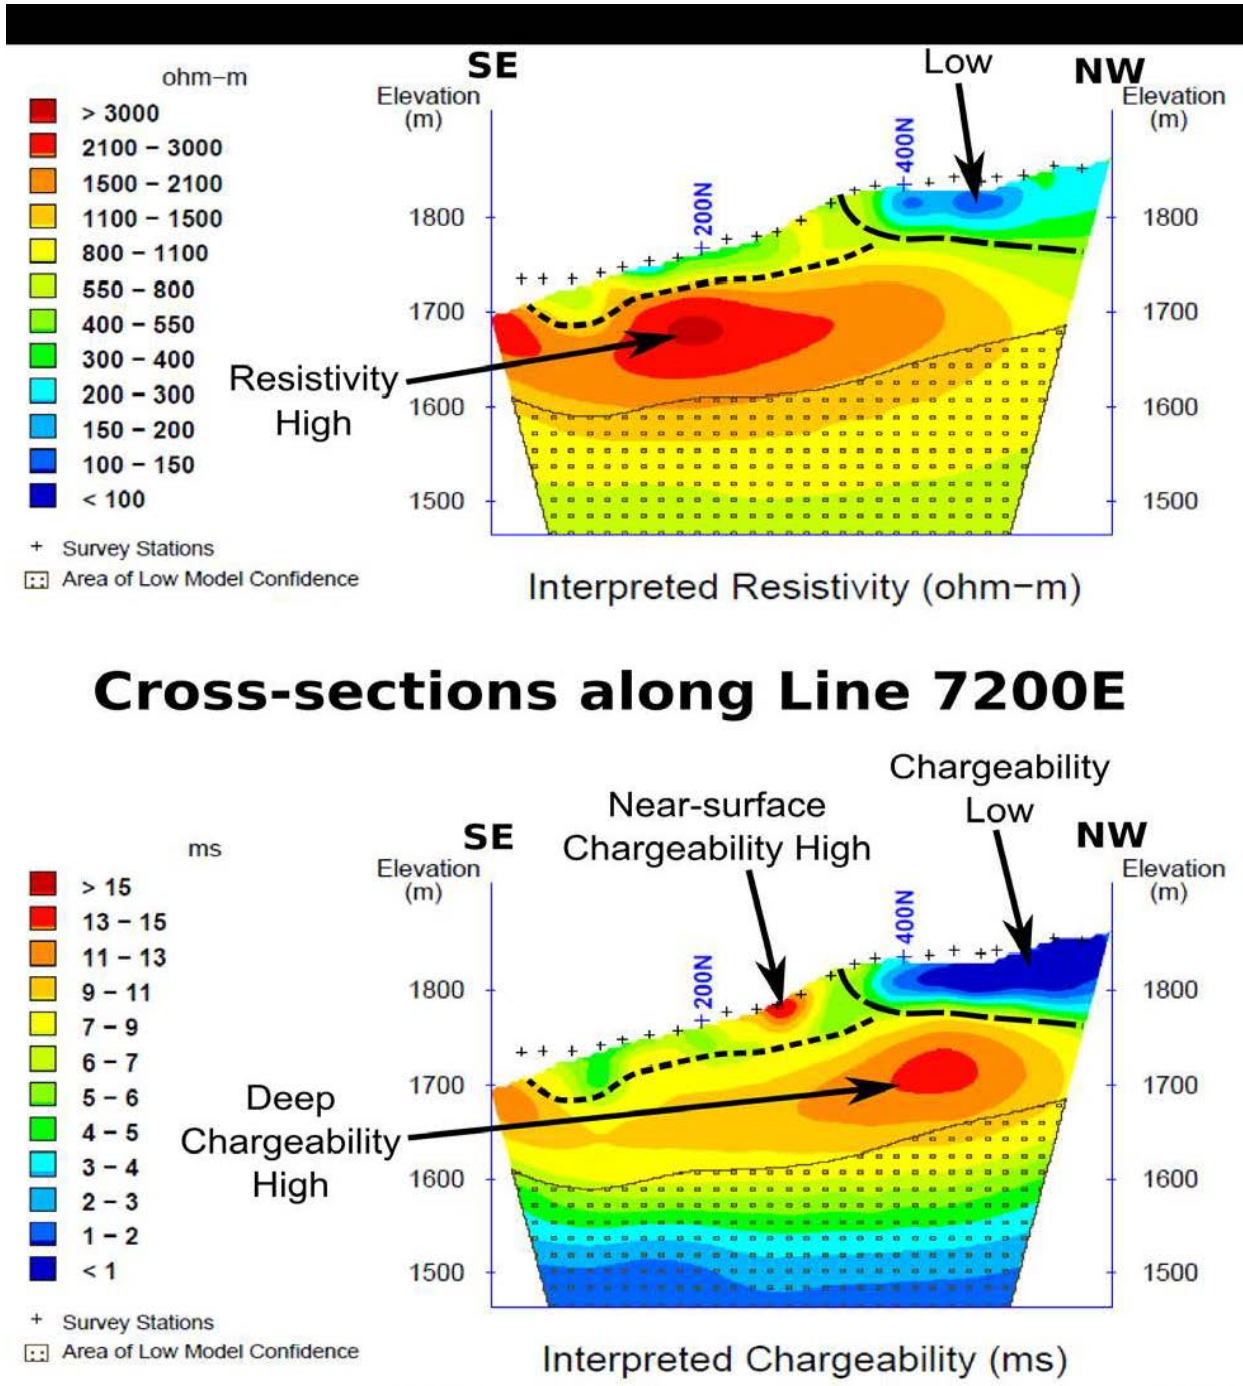 SE
Low
NW
ohm−m
Elevation
(m)
Elevation
(m)
> 3000
2100 − 3000
1500 − 2100
1100 − 1500
800 − 1100
550 − 800
400 − 550
300 − 400
200 − 300
150 − 200
100 − 150
< 100
+ Survey Stations
Area of Low Model Confidence
200N
400N
1800
1700
1600
1500
1800
1700
1600
1500
Resistivity
High
Interpreted Resistivity (ohm−m)
Cross-sections along Line 7200E
Chargeability
Low
Near-surface
Chargeability High
SE
NW
ms
Elevation
(m)
Elevation
(m)
> 15
13 − 15
11 − 13
9 − 11
7 − 9
6 − 7
5 − 6
4 − 5
3 − 4
2 − 3
1 − 2
< 1
+ Survey Stations
Area of Low Model Confidence
200N
400N
1800
1700
1600
1500
1800
1700
1600
1500
Deep
Chargeability
High
Interpreted Chargeability (ms)